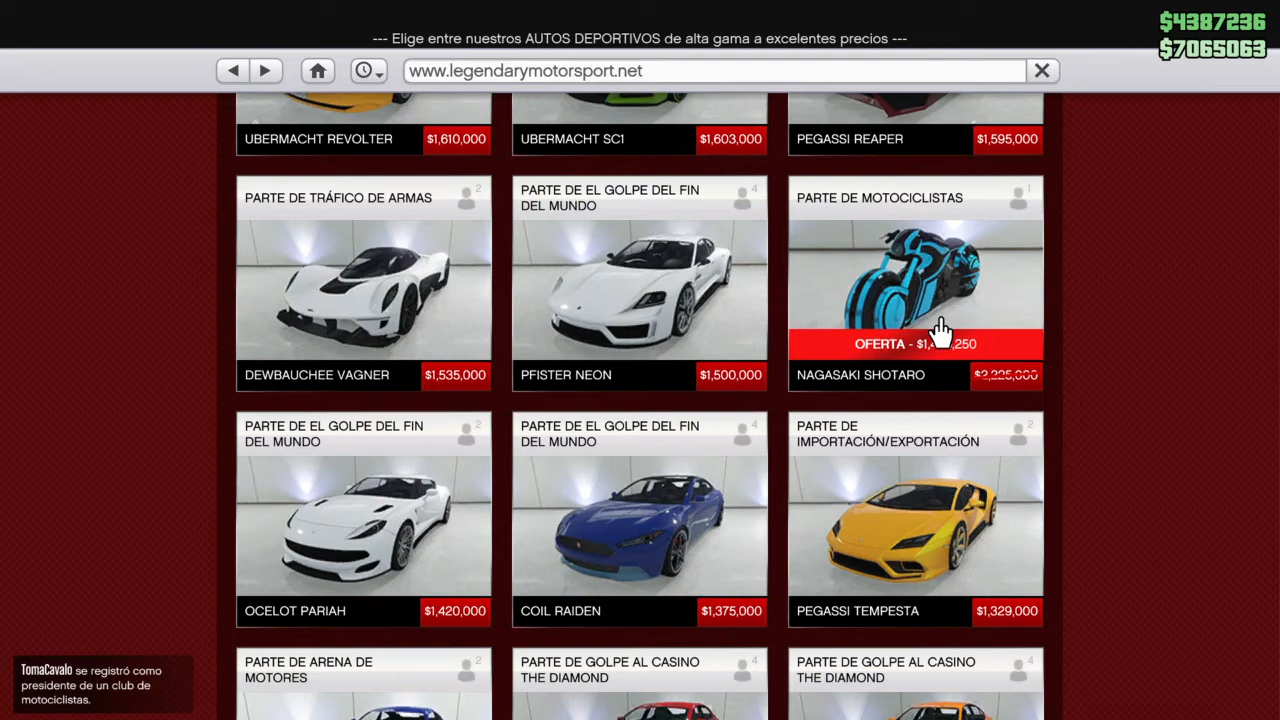 $4387236
--- Elige entre nuestros AUTOS DEPORTIVOS de alta gama a excelentes precios ---
$7065063
www.legendarymotorsport.net
UBERMACHT REVOLTER $1,610,000
UBERMACHT SC1 $1,603,000
PEGASSI REAPER $1,595,000
PARTE DE TRÁFICO DE ARMAS 2
PARTE DE EL GOLPE DEL FIN 4
DEL MUNDO
PARTE DE MOTOCICLISTAS 1
OFERTA -
DEWBAUCHEE VAGNER $1,535,000
PFISTER NEON $1,500,000
NAGASAKI SHOTARO $2,225,000
PARTE DE EL GOLPE DEL FIN 2
DEL MUNDO
PARTE DE EL GOLPE DEL FIN 4
DEL MUNDO
PARTE DE 2
IMPORTACIÓN/EXPORTACIÓN
OCELOT PARIAH $1,420,000
COIL RAIDEN $1,375,000
PEGASSI TEMPESTA $1,329,000
PARTE DE ARENA DE 2
MOTORES
PARTE DE GOLPE AL CASINO 4
THE DIAMOND
PARTE DE GOLPE AL CASINO 4
THE DIAMOND
TomaCavalo se registró como
presidente de un club de
motociclistas.